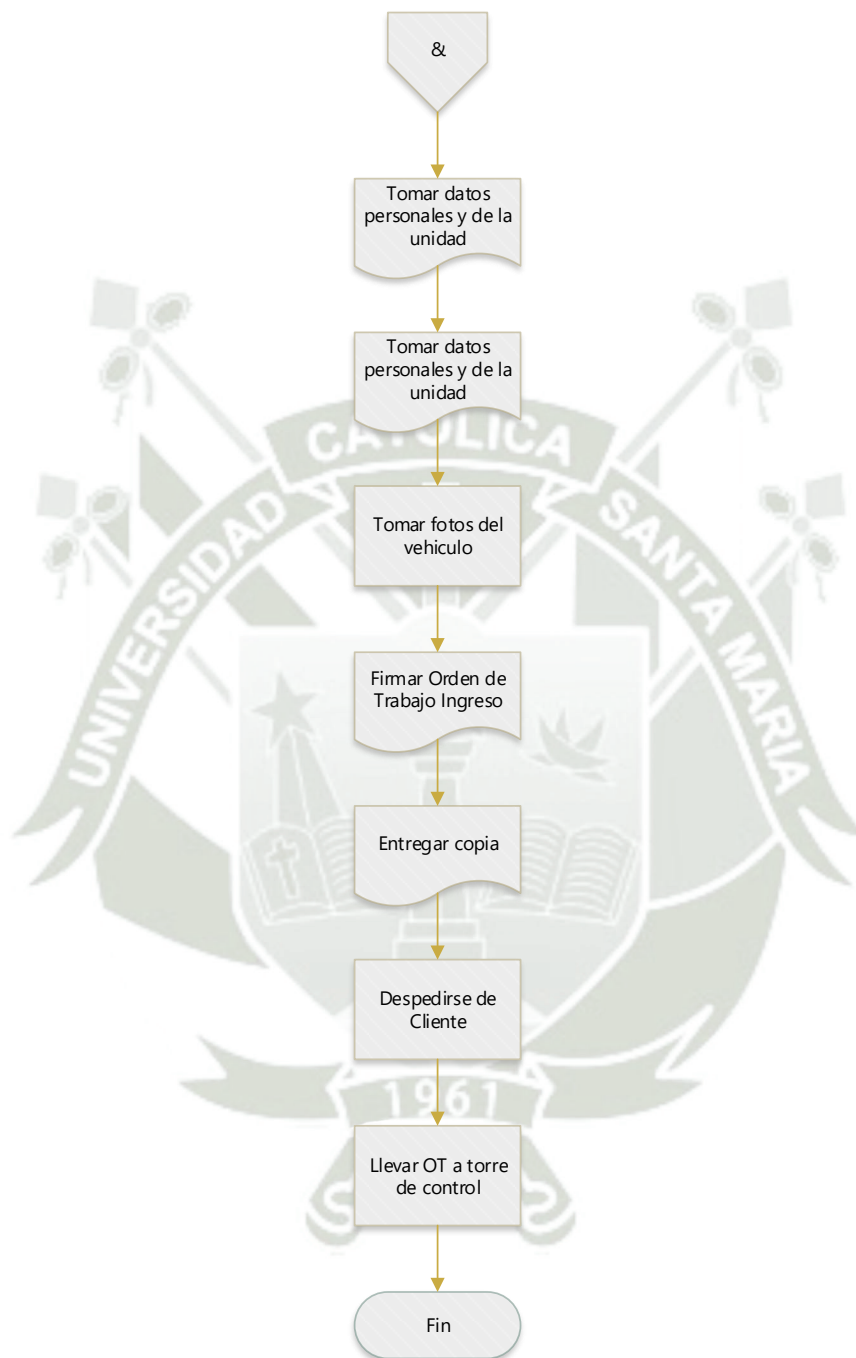 &
Tomar datos
personales y de la
unidad
Tomar datos
personales y de la
unidad
CATOLICA
UNIVERSIDAD
SANTA MARIA
Tomar fotos del
vehiculo
Firmar Orden de
Trabajo Ingreso
Entregar copia
Despedirse de
Cliente
1961
Llevar OT a torre
de control
Fin